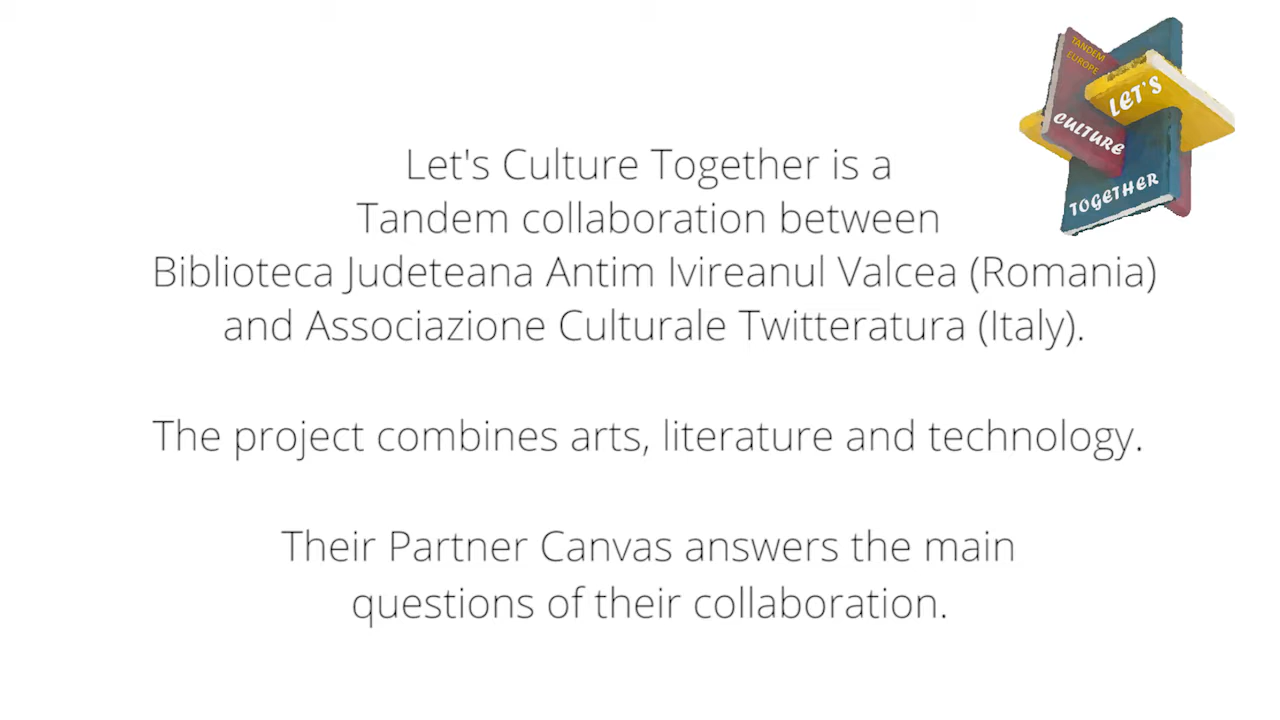 TANDEM
EUROPE
LET'S
CULTURE
TOGETHER
Let's Culture Together is a
Tandem collaboration between
Biblioteca Judeteana Antim Ivireanul Valcea (Romania)
and Associazione Culturale Twitteratura (Italy).
The project combines arts, literature and technology.
Their Partner Canvas answers the main
questions of their collaboration.